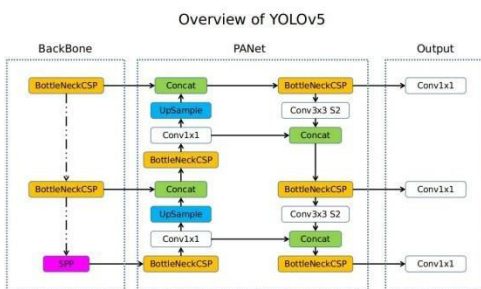 Overview of YOLOv5
BackBone PANet Output
BottleNeckCSP Concat BottleNeckCSP Conv1x1
UpSample Conv3x3 S2
Conv1x1 Concat
BottleNeckCSP
BottleNeckCSP Concat BottleNeckCSP Conv1x1
UpSample Conv3x3 S2
Conv1x1 Concat
SPP BottleNeckCSP BottleNeckCSP Conv1x1